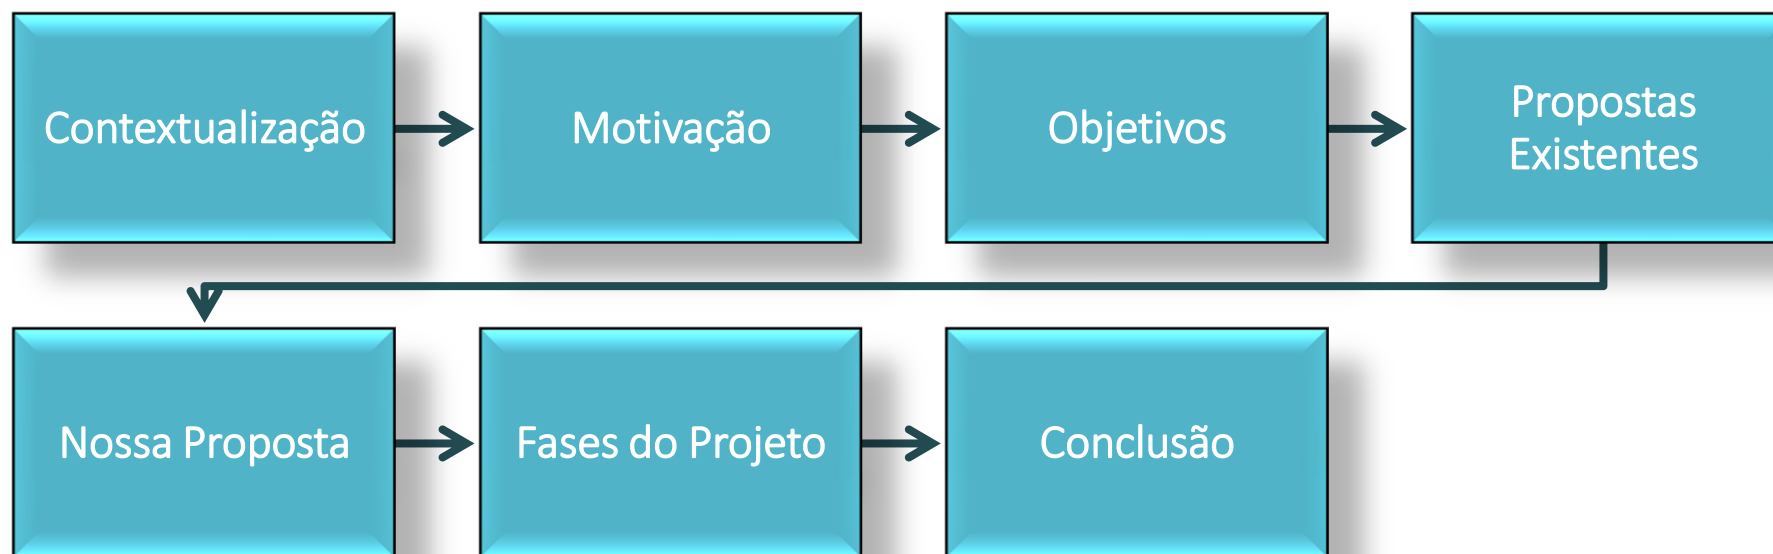 Contextualização
Motivação
Objetivos
Propostas
Existentes
Nossa Proposta
Fases do Projeto
Conclusão